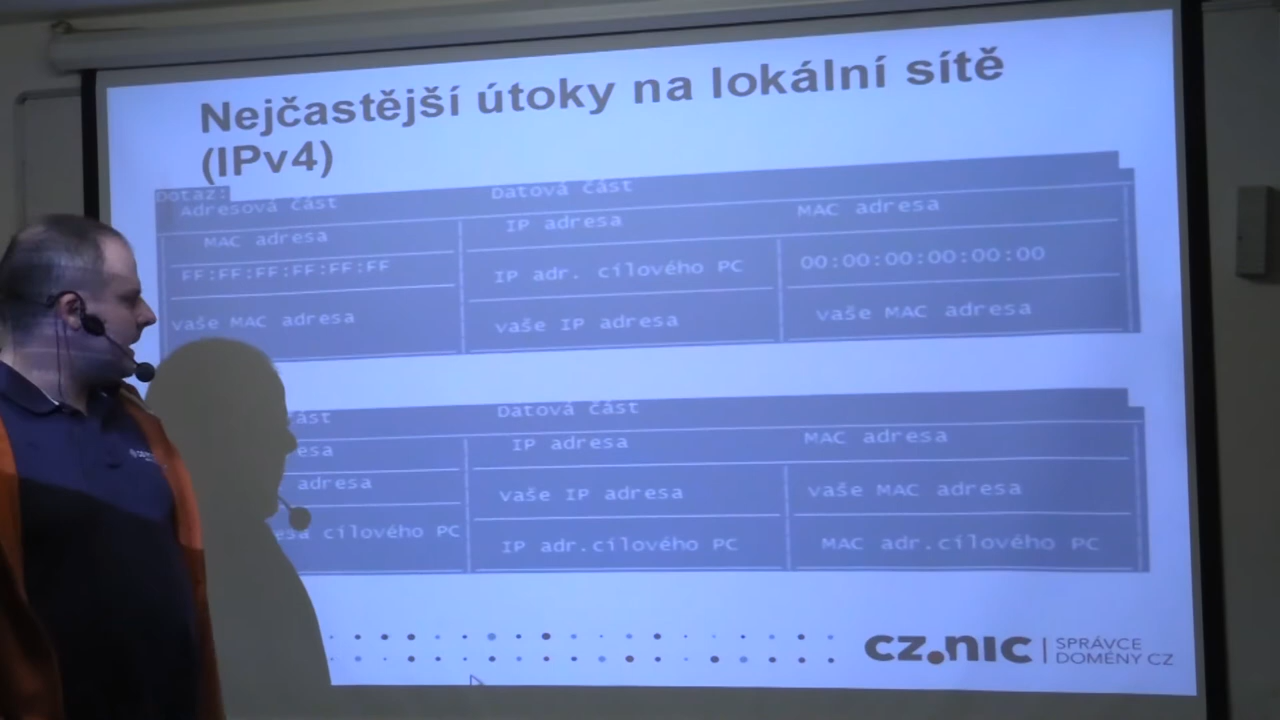 Nejčastější útoky na lokální sítě
(IPv4)
Dotaz:
Adresová část Datová část
MAC adresa IP adresa MAC adresa
FF:FF:FF:FF:FF:FF IP adr. cílového PC 00:00:00:00:00:00
vaše MAC adresa vaše IP adresa vaše MAC adresa
část Datová část
IP adresa MAC adresa
adresa vaše IP adresa vaše MAC adresa
cílového PC IP adr.cílového PC MAC adr.cílového PC
CZ.NIC SPRÁVCE
DOMÉNY CZ